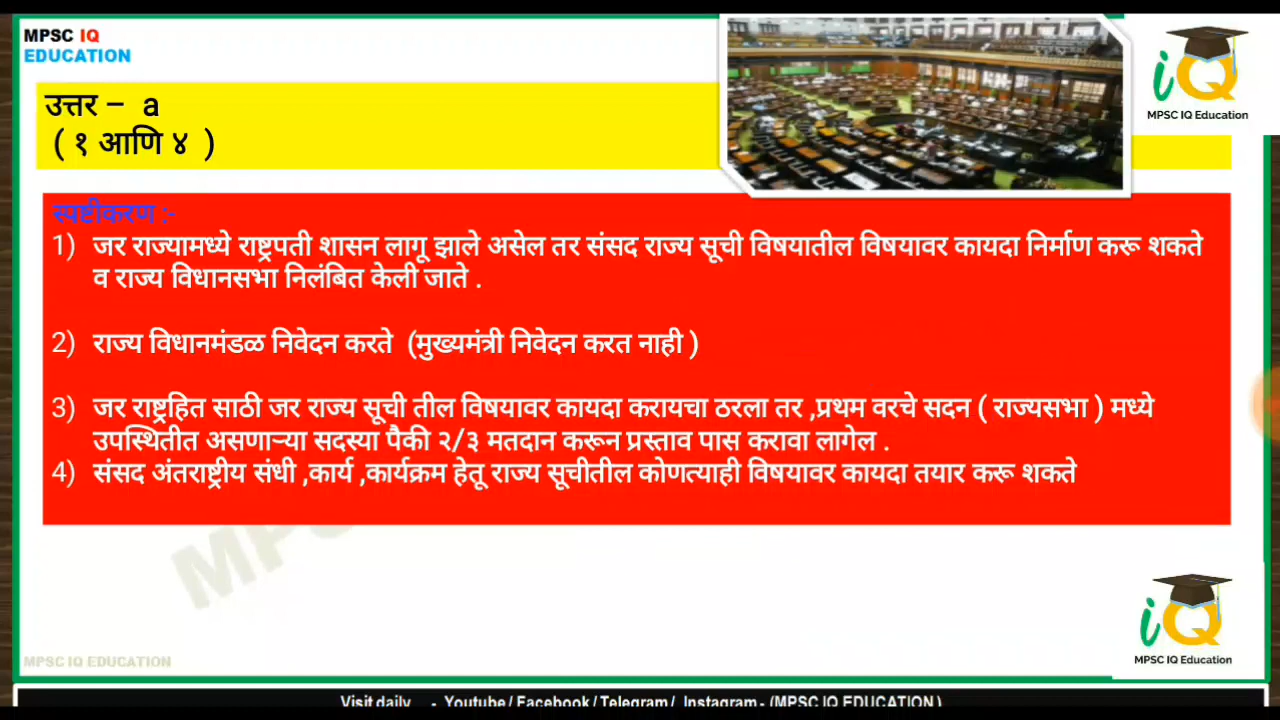 MPSC IQ
EDUCATION
iQ
MPSC IQ Education
उत्तर – a
( १ आणि ४ )
स्पष्टीकरण :-
1) जर राज्यामध्ये राष्ट्रपती शासन लागू झाले असेल तर संसद राज्य सूची विषयातील विषयावर कायदा निर्माण करू शकते
व राज्य विधानसभा निलंबित केली जाते .
2) राज्य विधानमंडळ निवेदन करते (मुख्यमंत्री निवेदन करत नाही )
3) जर राष्ट्रहित साठी जर राज्य सूची तील विषयावर कायदा करायचा ठरला तर ,प्रथम वरचे सदन ( राज्यसभा ) मध्ये
उपस्थितीत असणाऱ्या सदस्या पैकी २/३ मतदान करून प्रस्ताव पास करावा लागेल .
4) संसद अंतराष्ट्रीय संधी ,कार्य ,कार्यक्रम हेतू राज्य सूचीतील कोणत्याही विषयावर कायदा तयार करू शकते
MPSC
iQ
MPSC IQ Education
MPSC IQ EDUCATION
Visit daily - Youtube / Facebook / Telegram / Instagram - (MPSC IQ EDUCATION )